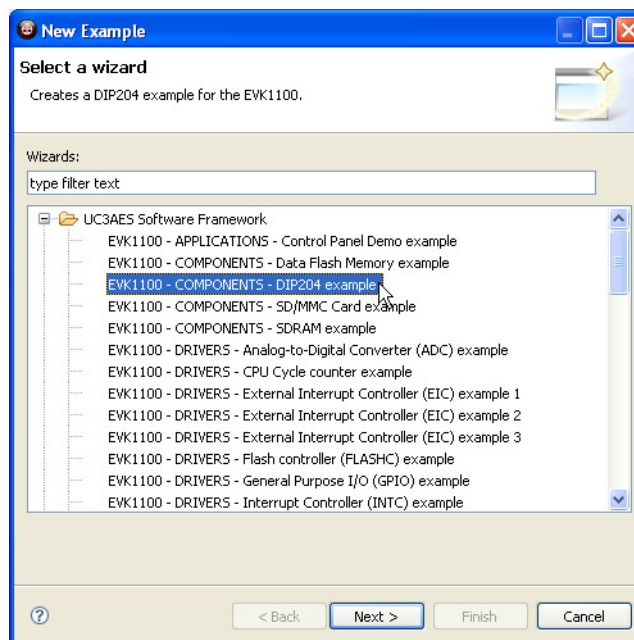 New Example
Select a wizard
Creates a DIP204 example for the EVK1100.
Wizards:
type filter text
UC3AES Software Framework
EVK1100 - APPLICATIONS - Control Panel Demo example
EVK1100 - COMPONENTS - Data Flash Memory example
EVK1100 - COMPONENTS - DIP204 example
EVK1100 - COMPONENTS - SD/MMC Card example
EVK1100 - COMPONENTS - SDRAM example
EVK1100 - DRIVERS - Analog-to-Digital Converter (ADC) example
EVK1100 - DRIVERS - CPU Cycle counter example
EVK1100 - DRIVERS - External Interrupt Controller (EIC) example 1
EVK1100 - DRIVERS - External Interrupt Controller (EIC) example 2
EVK1100 - DRIVERS - External Interrupt Controller (EIC) example 3
EVK1100 - DRIVERS - Flash controller (FLASHC) example
EVK1100 - DRIVERS - General Purpose I/O (GPIO) example
EVK1100 - DRIVERS - Interrupt Controller (INTC) example
? < Back Next > Finish Cancel